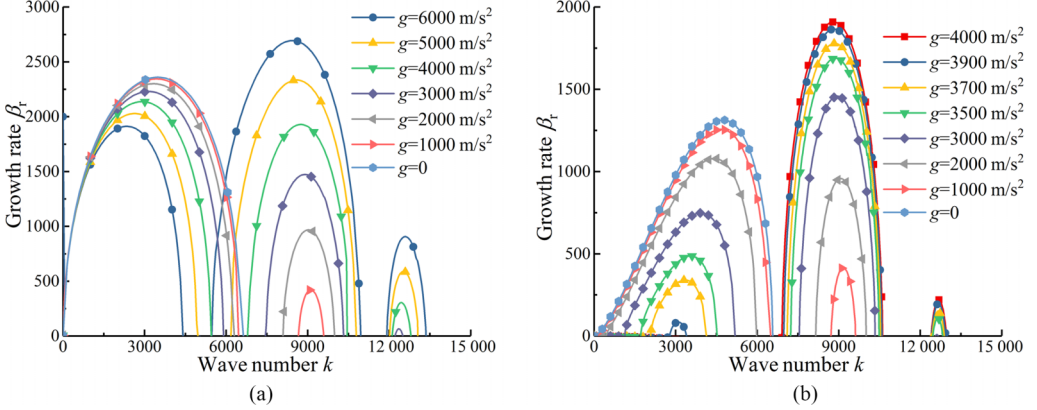 (a)
3000
2500
2000
1500
1000
500
0
Growth rate βr
0
3000
6000
9000
12 000
15 000
Wave number k
g=6000 m/s²
g=5000 m/s²
g=4000 m/s²
g=3000 m/s²
g=2000 m/s²
g=1000 m/s²
g=0
(a)
(b)
2000
1500
1000
500
0
Growth rate βr
0
3000
6000
9000
12 000
15 000
Wave number k
g=4000 m/s²
g=3900 m/s²
g=3700 m/s²
g=3500 m/s²
g=3000 m/s²
g=2000 m/s²
g=1000 m/s²
g=0
(b)